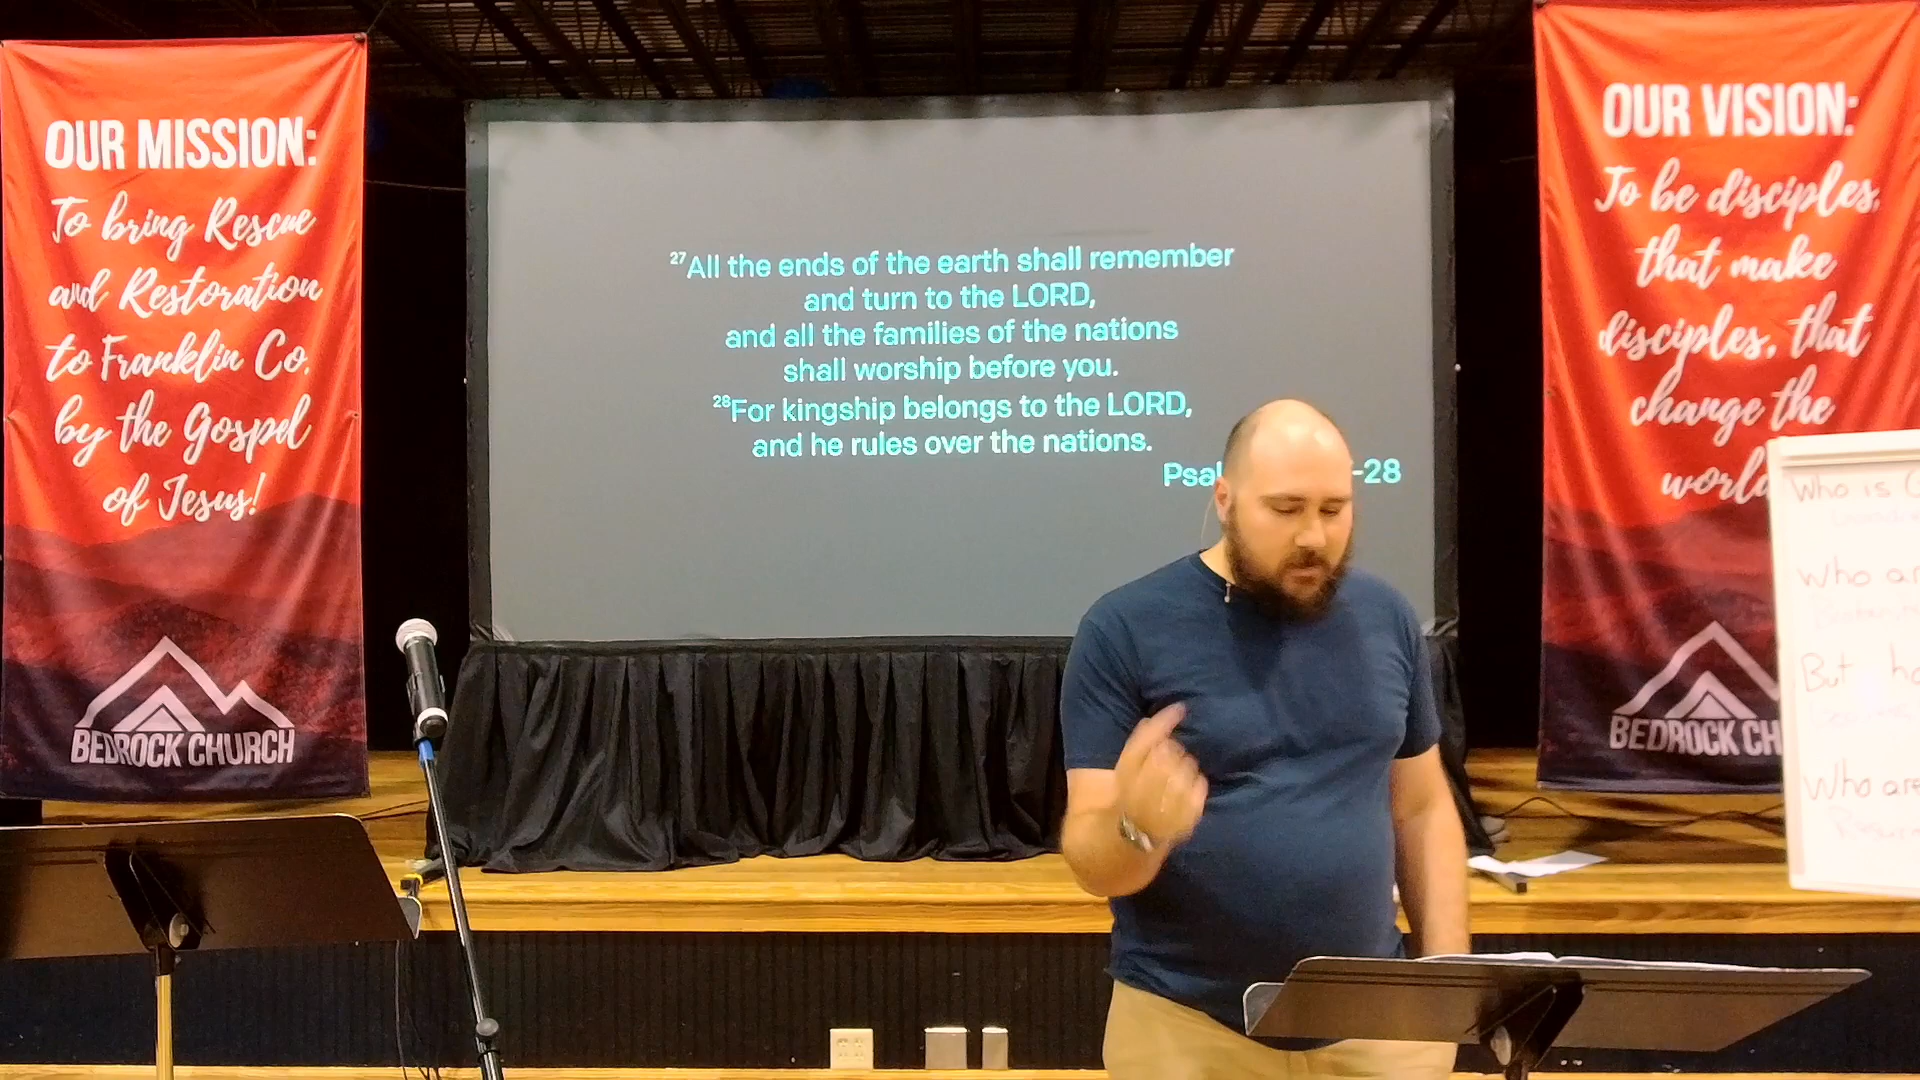 OUR MISSION:
To bring Rescue
and Restoration
to Franklin Co.
by the Gospel
of Jesus!
BEDROCK CHURCH
27All the ends of the earth shall remember
and turn to the LORD,
and all the families of the nations
shall worship before you.
28For kingship belongs to the LORD,
and he rules over the nations.
-28
OUR VISION:
To be disciples,
that make
disciples, that
change the
world
BEDROCK
Who is
Who
But
Who are